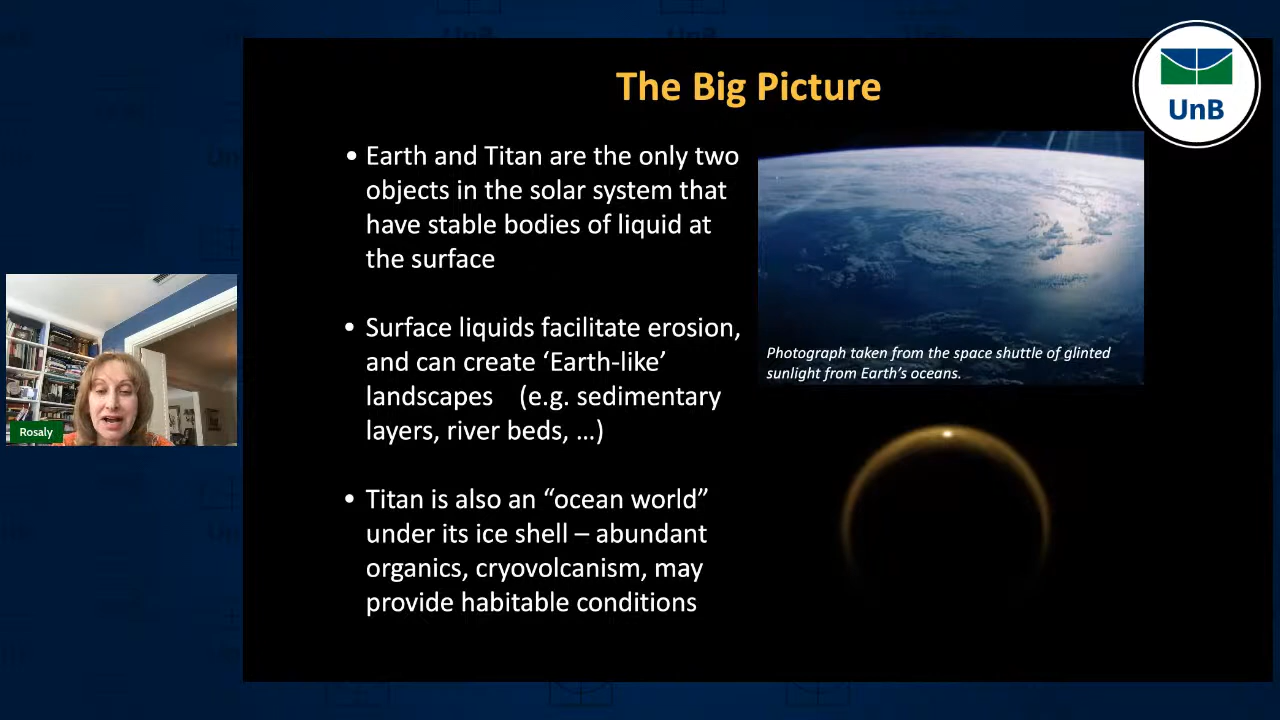 The Big Picture
UnB
• Earth and Titan are the only two
objects in the solar system that
have stable bodies of liquid at
the surface
• Surface liquids facilitate erosion,
and can create ‘Earth-like’
landscapes (e.g. sedimentary
layers, river beds, …)
• Titan is also an “ocean world”
under its ice shell – abundant
organics, cryovolcanism, may
provide habitable conditions
Photograph taken from the space shuttle of glinted
sunlight from Earth’s oceans.
Rosaly